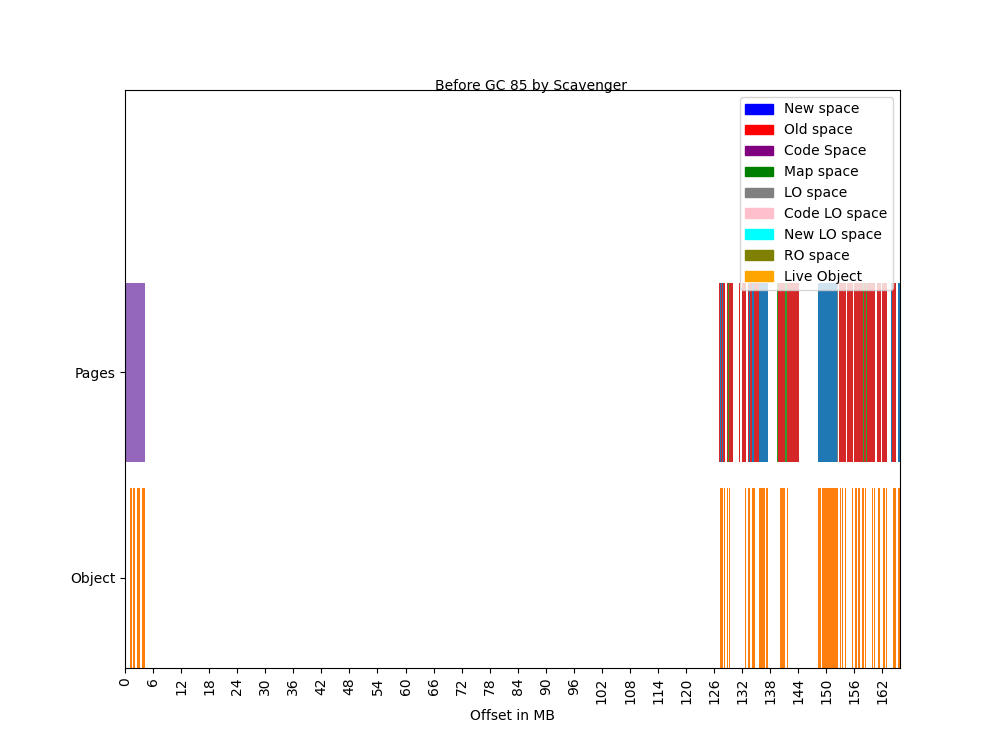 Before GC 85 by Scavenger
New space
Old space
Code Space
Map space
LO space
Code LO space
New LO space
RO space
Live Object
Pages
Object
0 6 12 18 24 30 36 42 48 54 60 66 72 78 84 90 96 102 108 114 120 126 132 138 144 150 156 162
Offset in MB